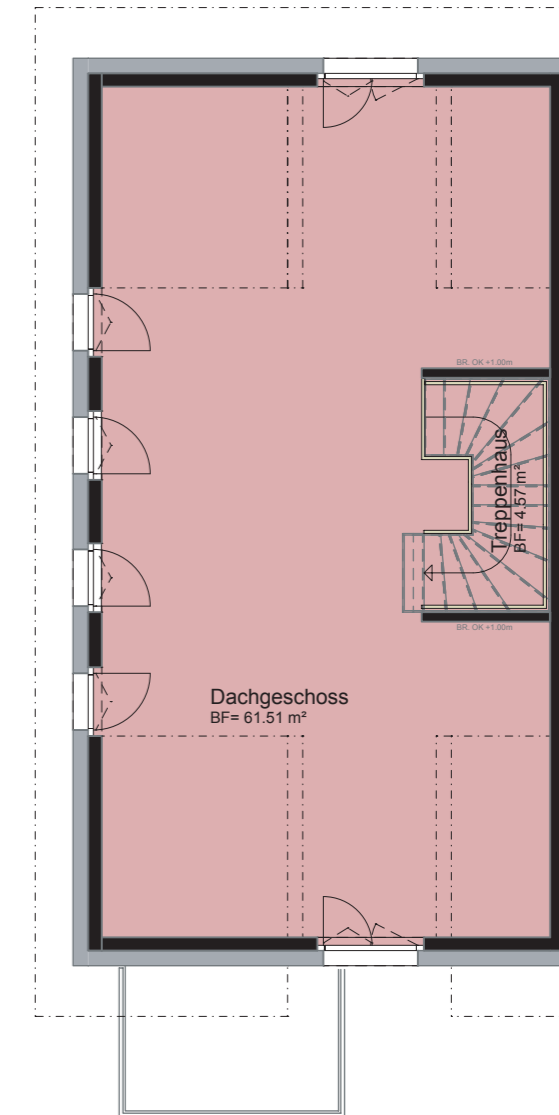 BR. OK +1.00m
Treppenhaus
BF= 4.57 m²
BR. OK +1.00m
Dachgeschoss
BF= 61.51 m²